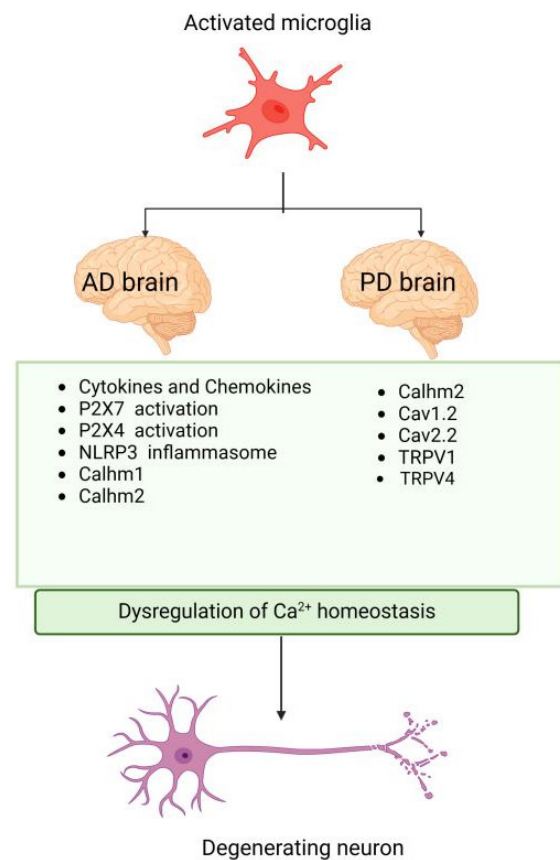 Activated microglia
AD brain
PD brain
• Cytokines and Chemokines
• P2X7 activation
• P2X4 activation
• NLRP3 inflammasome
• Calhm1
• Calhm2
• Calhm2
• Cav1.2
• Cav2.2
• TRPV1
• TRPV4
Dysregulation of Ca²⁺ homeostasis
Degenerating neuron